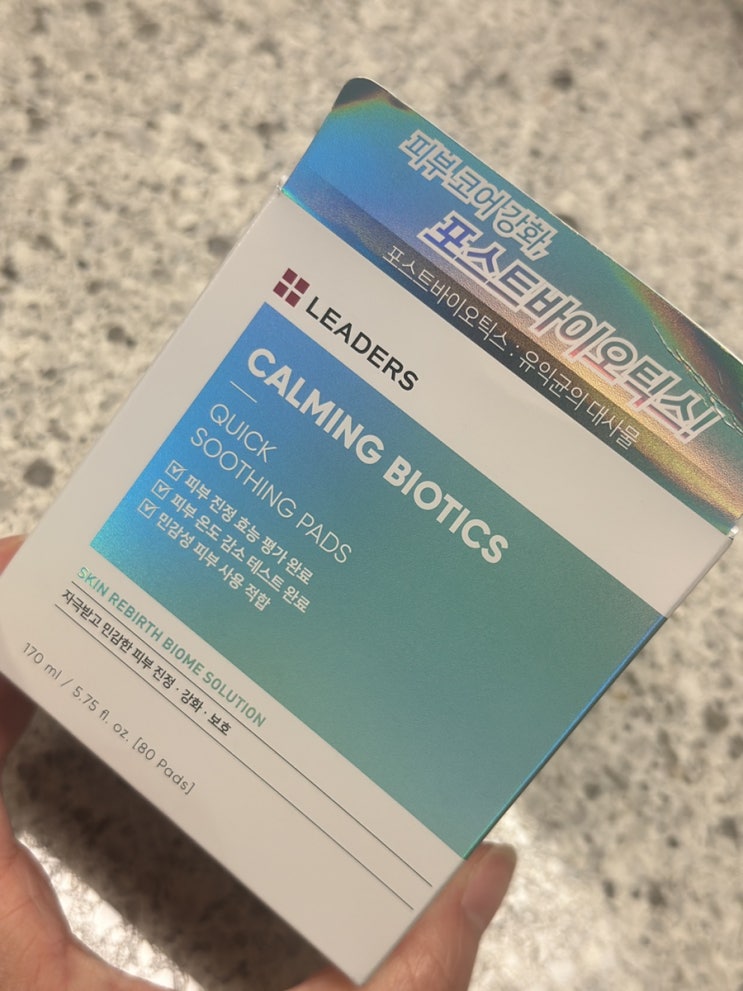 피부 코어 강화,
포스트바이오틱스!
포스트바이오틱스 · 유익균의 대사물
LEADERS
CALMING BIOTICS
QUICK
SOOTHING PADS
피부 진정 효능 평가 완료
피부 온도 감소 테스트 완료
민감성 피부 사용 적합
SKIN REBIRTH BIOME SOLUTION
자극받고 민감한 피부 진정 · 강화 · 보호
170 ml / 5.75 fl. oz. [80 Pads]